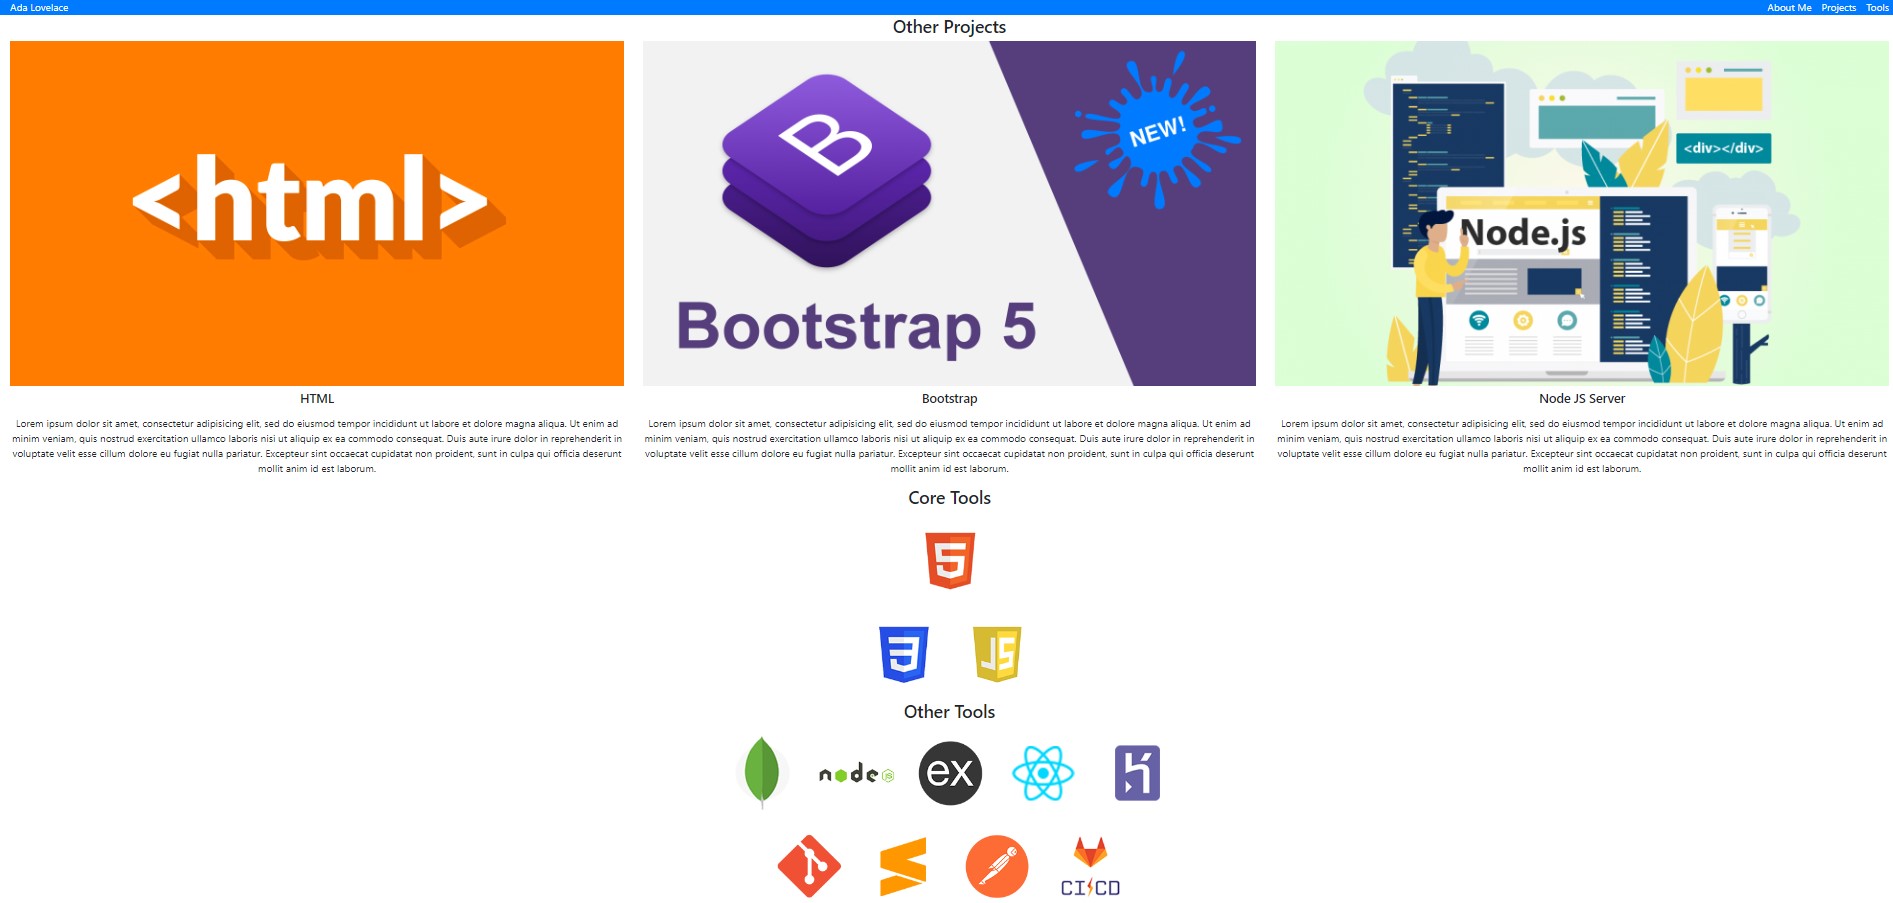 Ada Lovelace
About Me Projects Tools
Other Projects
<html>
B
Bootstrap 5
NEW!
<div></div>
Node.js
HTML
Lorem ipsum dolor sit amet, consectetur adipisicing elit, sed do eiusmod tempor incididunt ut labore et dolore magna aliqua. Ut enim ad
minim veniam, quis nostrud exercitation ullamco laboris nisi ut aliquip ex ea commodo consequat. Duis aute irure dolor in reprehenderit in
voluptate velit esse cillum dolore eu fugiat nulla pariatur. Excepteur sint occaecat cupidatat non proident, sunt in culpa qui officia deserunt
mollit anim id est laborum.
Bootstrap
Lorem ipsum dolor sit amet, consectetur adipisicing elit, sed do eiusmod tempor incididunt ut labore et dolore magna aliqua. Ut enim ad
minim veniam, quis nostrud exercitation ullamco laboris nisi ut aliquip ex ea commodo consequat. Duis aute irure dolor in reprehenderit in
voluptate velit esse cillum dolore eu fugiat nulla pariatur. Excepteur sint occaecat cupidatat non proident, sunt in culpa qui officia deserunt
mollit anim id est laborum.
Node JS Server
Lorem ipsum dolor sit amet, consectetur adipisicing elit, sed do eiusmod tempor incididunt ut labore et dolore magna aliqua. Ut enim ad
minim veniam, quis nostrud exercitation ullamco laboris nisi ut aliquip ex ea commodo consequat. Duis aute irure dolor in reprehenderit in
voluptate velit esse cillum dolore eu fugiat nulla pariatur. Excepteur sint occaecat cupidatat non proident, sunt in culpa qui officia deserunt
mollit anim id est laborum.
Core Tools
5
3 JS
Other Tools
node JS ex
CI CD